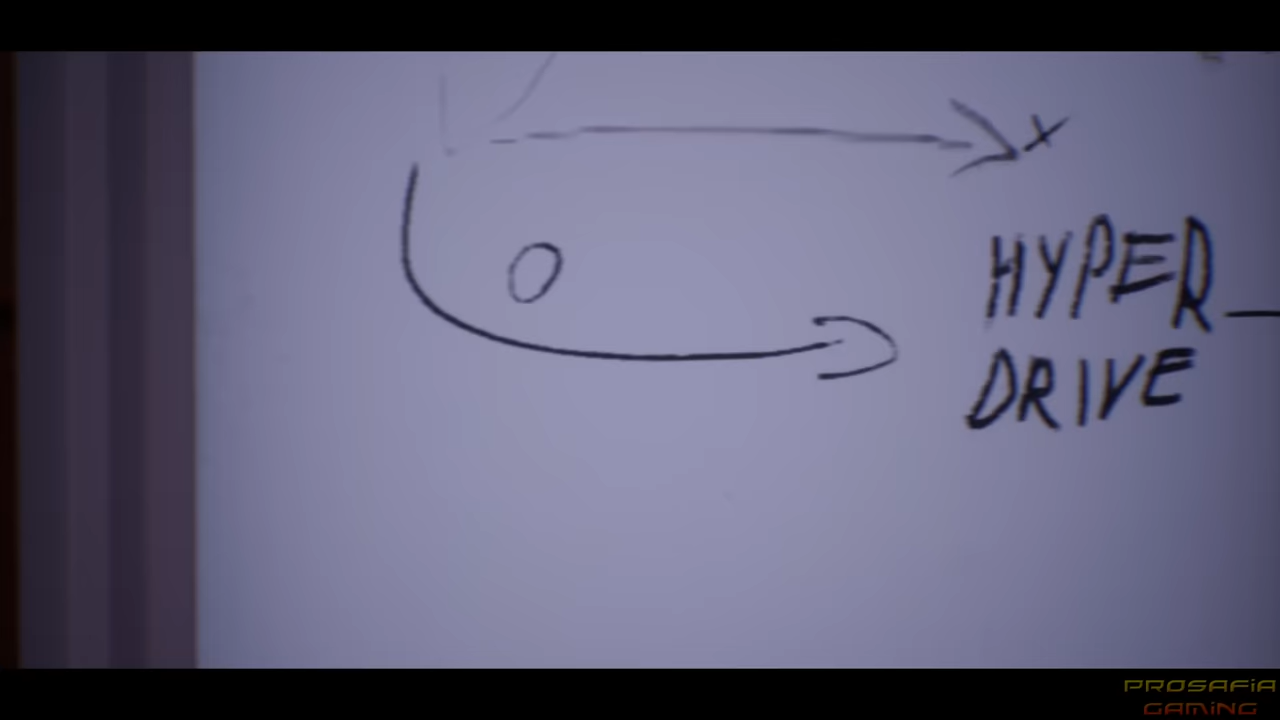 x
O
HYPER
DRIVE
PROSAFiA
GAMiNG